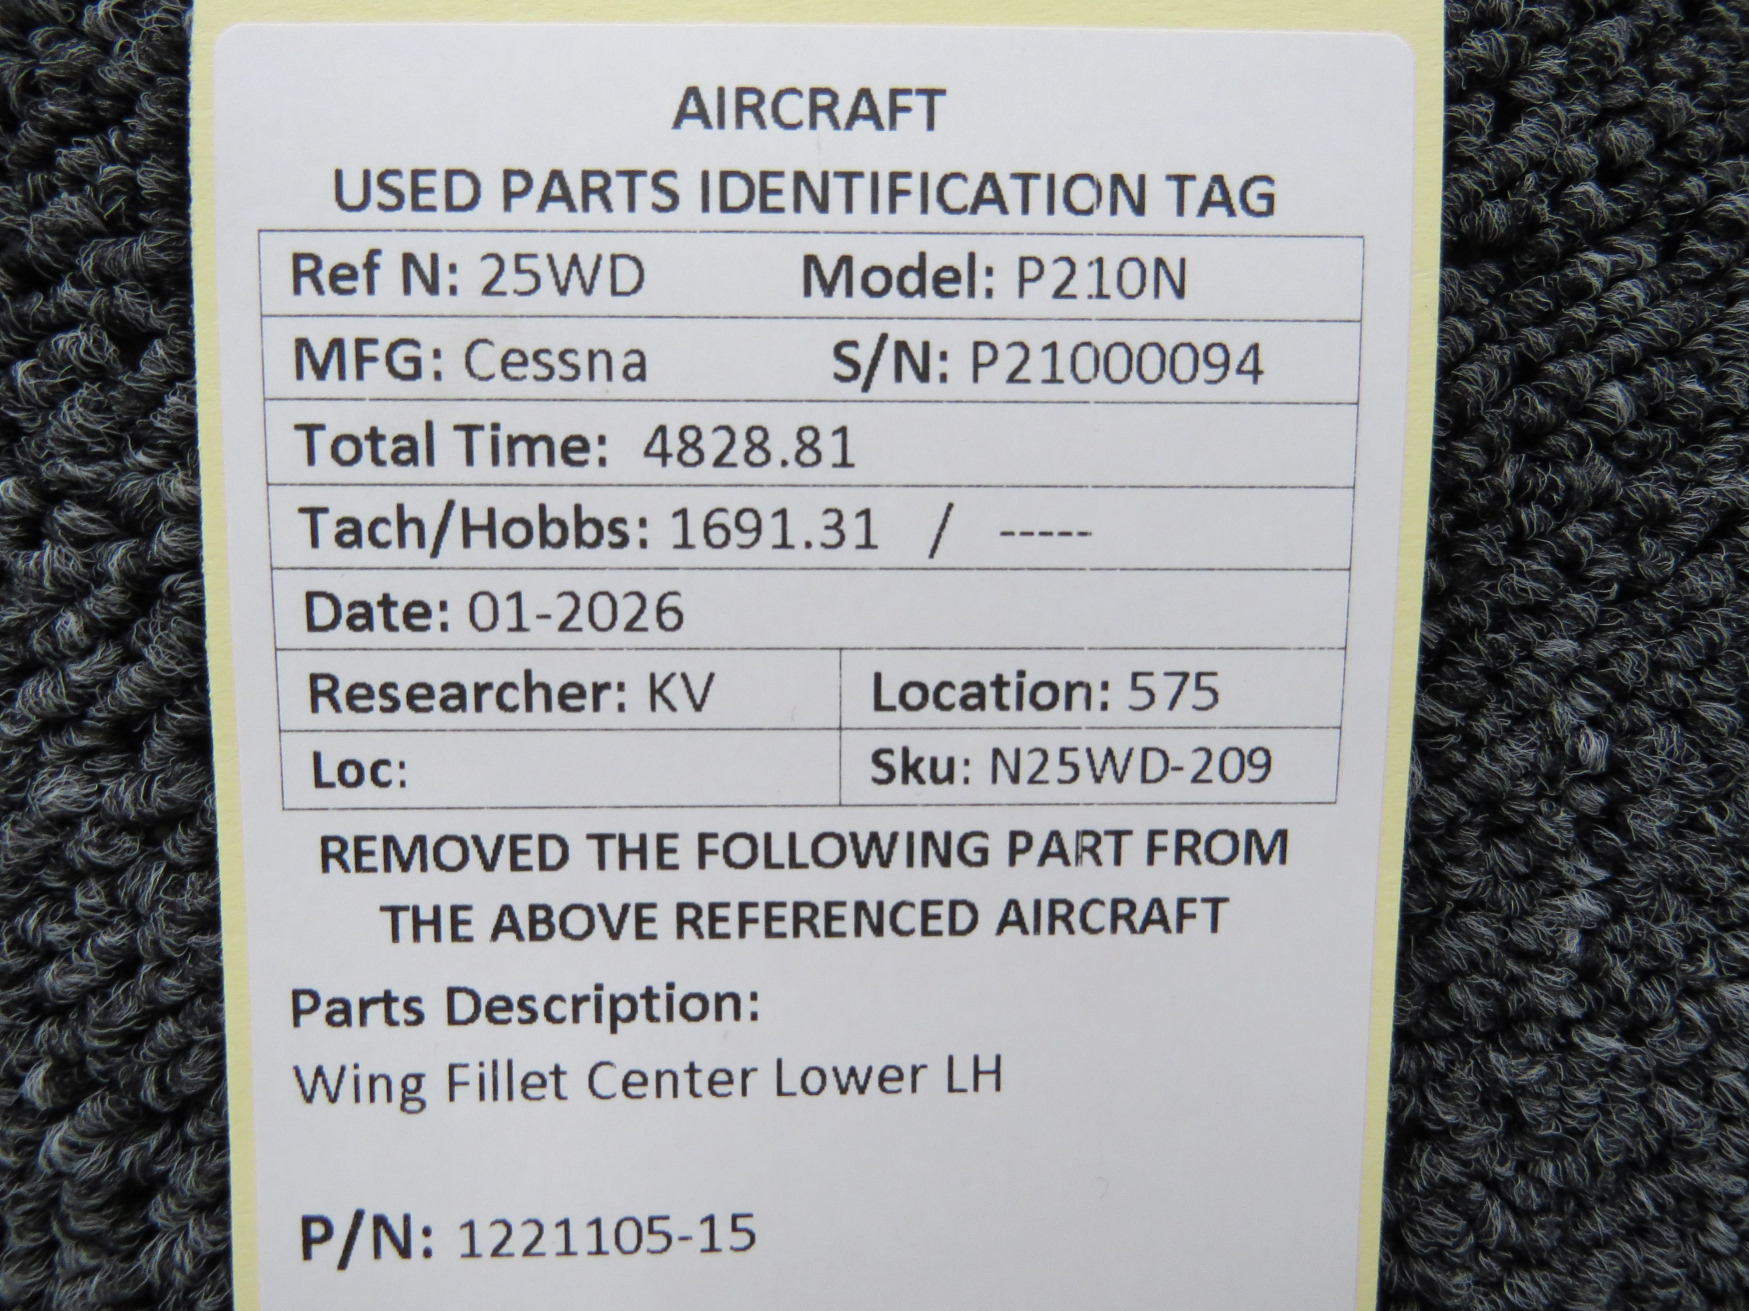 AIRCRAFT
USED PARTS IDENTIFICATION TAG
Ref N: 25WD Model: P210N
MFG: Cessna S/N: P21000094
Total Time: 4828.81
Tach/Hobbs: 1691.31 / -----
Date: 01-2026
Researcher: KV Location: 575
Loc: Sku: N25WD-209
REMOVED THE FOLLOWING PART FROM
THE ABOVE REFERENCED AIRCRAFT
Parts Description:
Wing Fillet Center Lower LH
P/N: 1221105-15